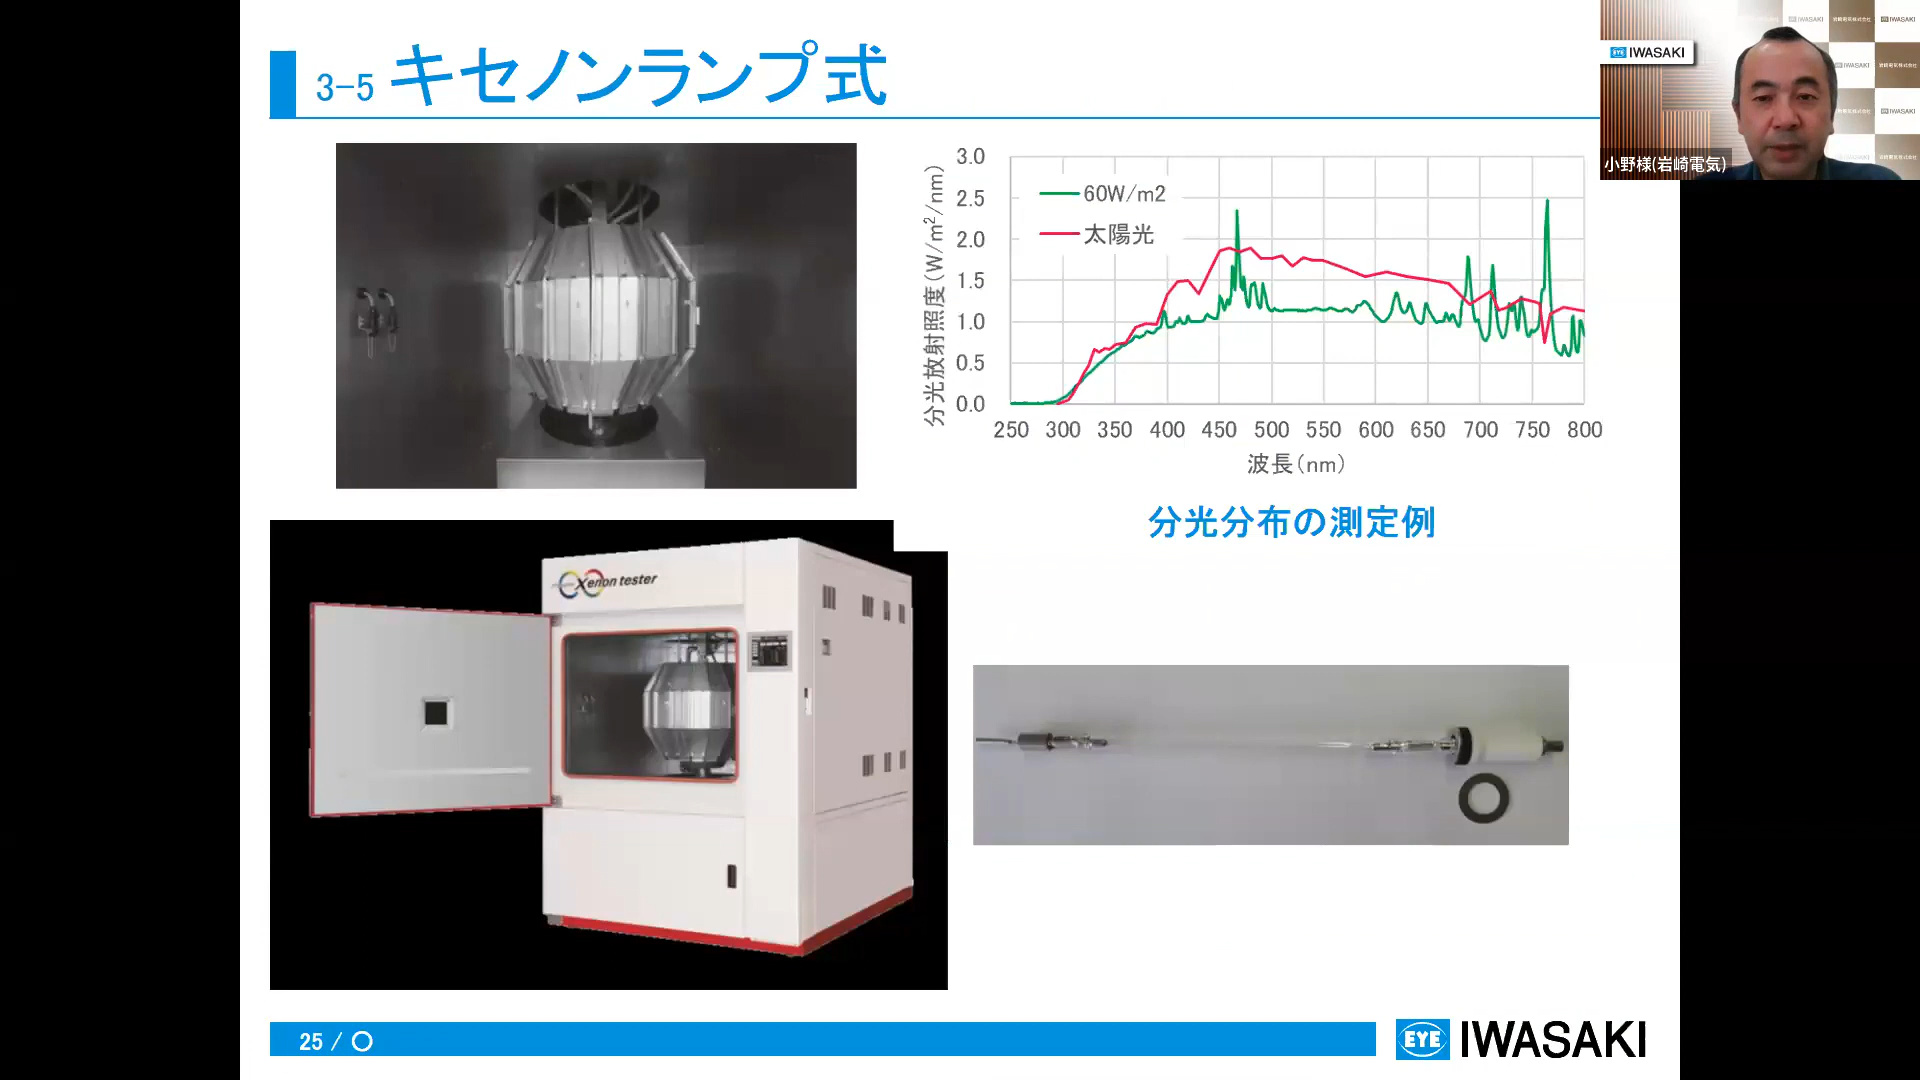 3-5 キセノンランプ式
IWASAKI
小野様(岩崎電気)
分光放射照度(W/m²/nm)
3.0
2.5
2.0
1.5
1.0
0.5
0.0
60W/m2
太陽光
250 300 350 400 450 500 550 600 650 700 750 800
波長(nm)
分光分布の測定例
Xenon tester
25 / 〇
EYE IWASAKI